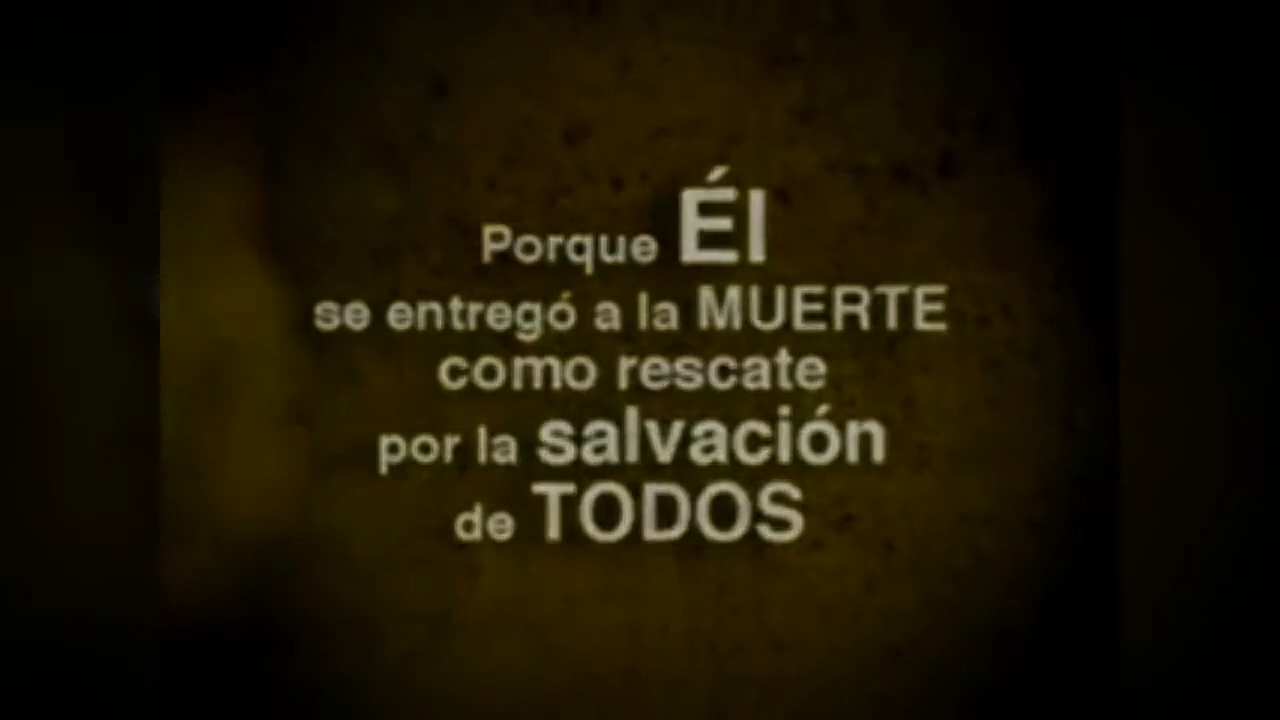 Porque Él
se entregó a la MUERTE
como rescate
por la salvación
de TODOS